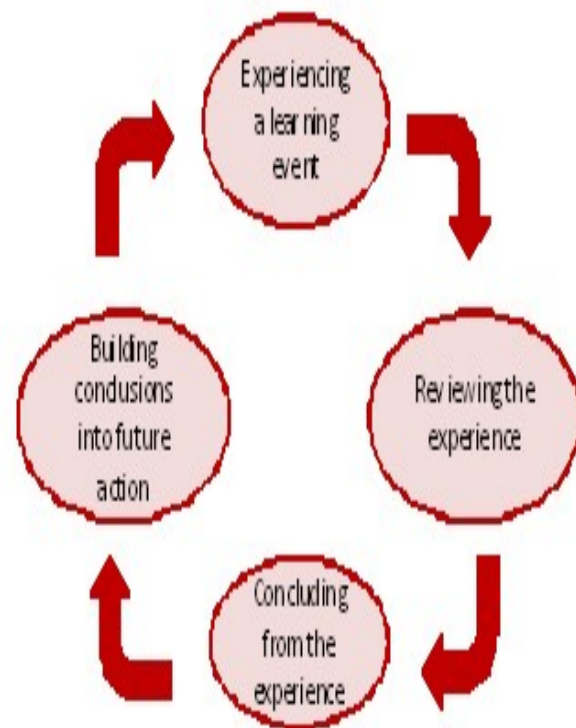 Experiencing
a learning
event
Reviewing the
experience
Concluding
from the
experience
Building
conclusions
into future
action